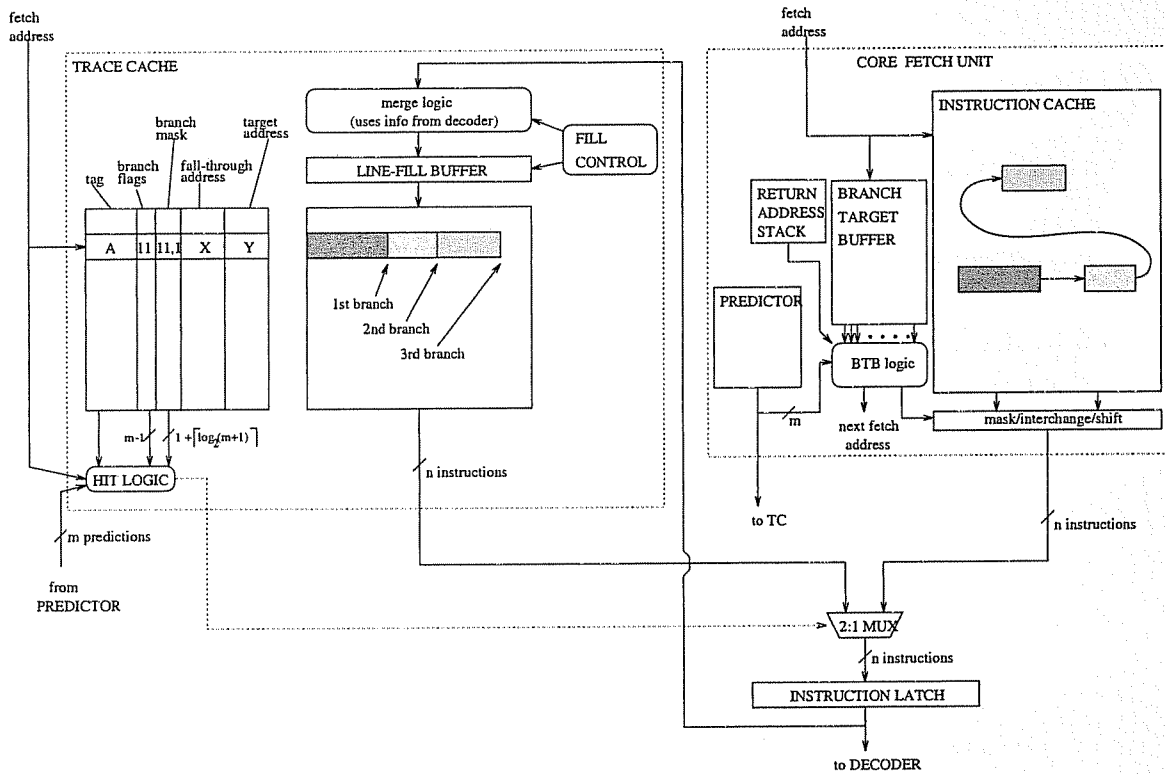 fetch
address
TRACE CACHE
merge logic
(uses info from decoder)
FILL
CONTROL
LINE-FILL BUFFER
tag
branch
flags
branch
mask
fall-through
address
target
address
A
11
11,1
X
Y
1st branch
2nd branch
3rd branch
m-1
1 + ⌈log2(m+1)⌉
HIT LOGIC
n instructions
m predictions
from
PREDICTOR
fetch
address
CORE FETCH UNIT
INSTRUCTION CACHE
RETURN
ADDRESS
STACK
BRANCH
TARGET
BUFFER
PREDICTOR
BTB logic
m
next fetch
address
mask/interchange/shift
to TC
n instructions
2:1 MUX
n instructions
INSTRUCTION LATCH
to DECODER